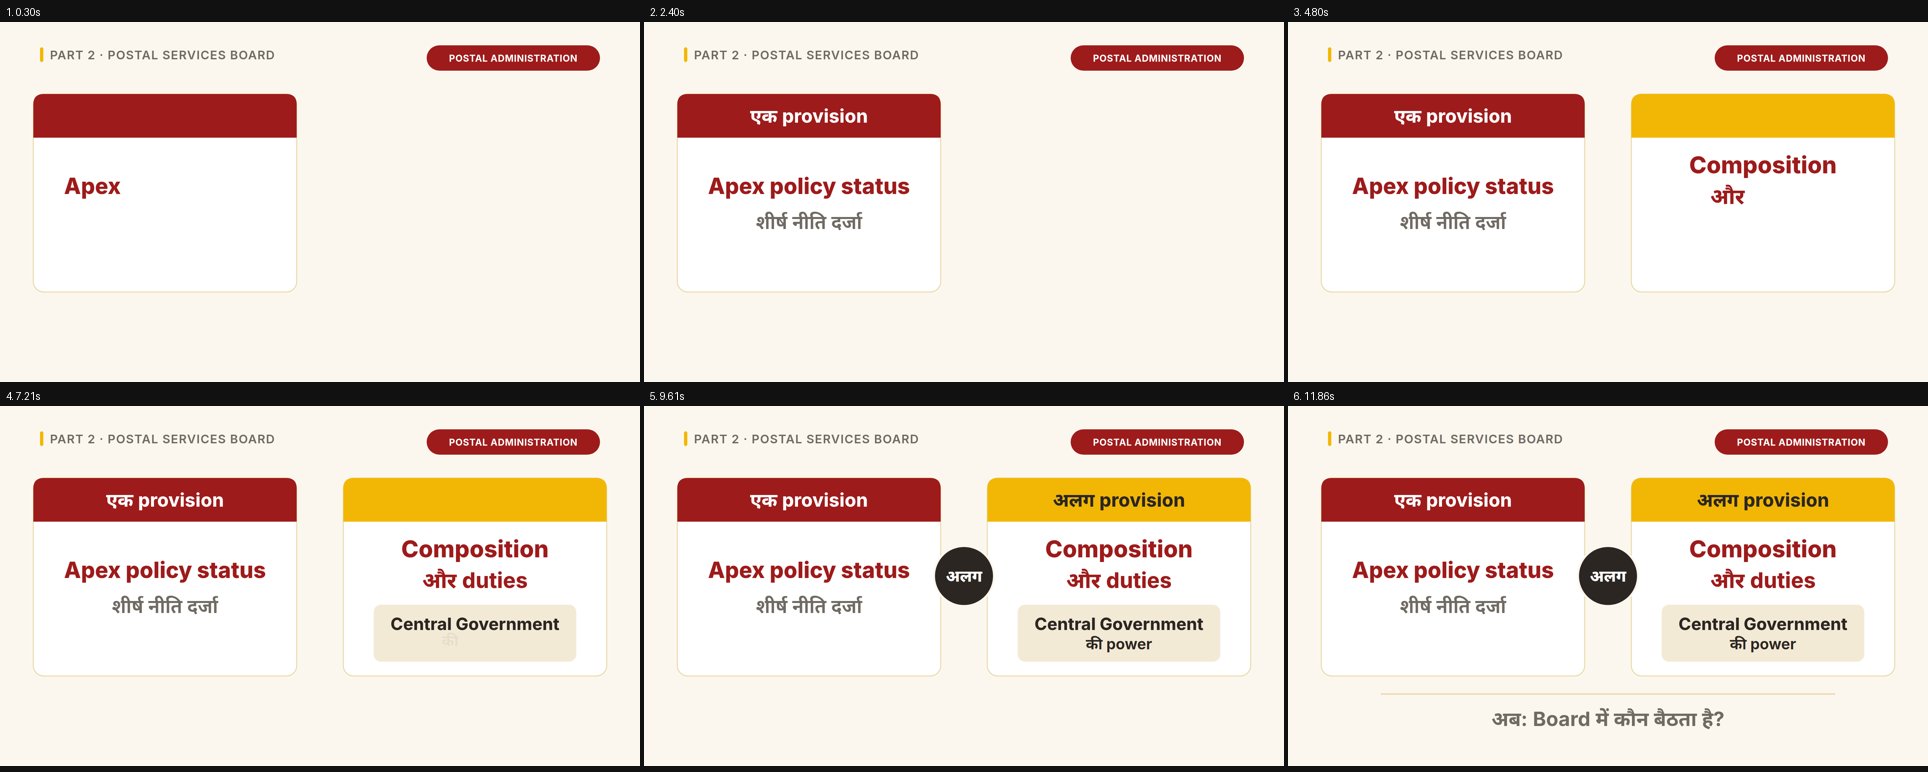 1. 0.30s
PART 2 · POSTAL SERVICES BOARD
POSTAL ADMINISTRATION
Apex
2. 2.40s
PART 2 · POSTAL SERVICES BOARD
POSTAL ADMINISTRATION
एक provision
Apex policy status
शीर्ष नीति दर्जा
3. 4.80s
PART 2 · POSTAL SERVICES BOARD
POSTAL ADMINISTRATION
एक provision
Apex policy status
शीर्ष नीति दर्जा
Composition
और
4. 7.21s
PART 2 · POSTAL SERVICES BOARD
POSTAL ADMINISTRATION
एक provision
Apex policy status
शीर्ष नीति दर्जा
Composition
और duties
Central Government
की
5. 9.61s
PART 2 · POSTAL SERVICES BOARD
POSTAL ADMINISTRATION
एक provision
Apex policy status
शीर्ष नीति दर्जा
अलग
अलग provision
Composition
और duties
Central Government
की power
6. 11.86s
PART 2 · POSTAL SERVICES BOARD
POSTAL ADMINISTRATION
एक provision
Apex policy status
शीर्ष नीति दर्जा
अलग
अलग provision
Composition
और duties
Central Government
की power
अब: Board में कौन बैठता है?